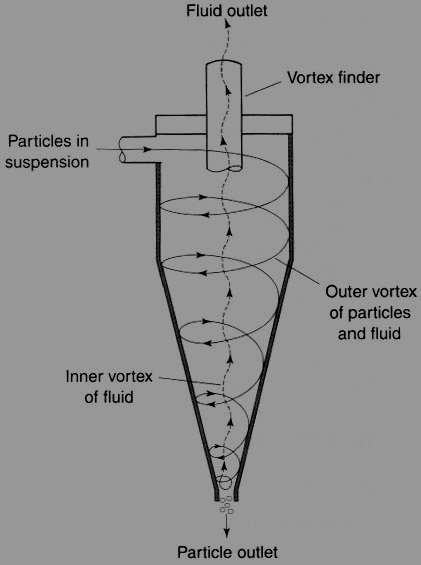 Fluid outlet
Vortex finder
Particles in
suspension
Outer vortex
of particles
and fluid
Inner vortex
of fluid
Particle outlet